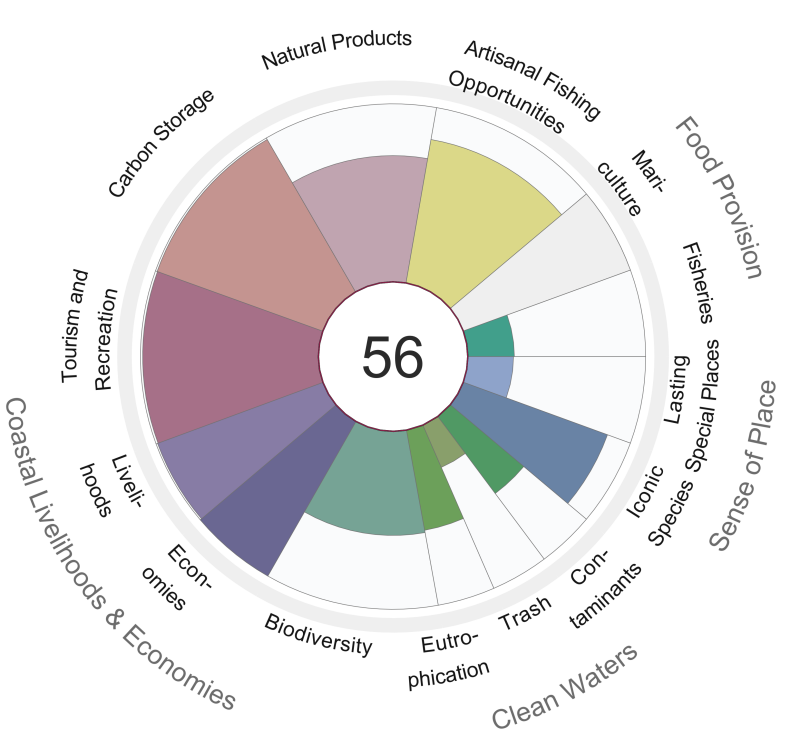 Natural Products
Artisanal Fishing
Opportunities
Mari-
culture
Food Provision
Fisheries
Lasting
Special Places
Sense of Place
Iconic
Species
Con-
taminants
Trash
Clean Waters
Eutro-
phication
Biodiversity
Econ-
omies
Liveli-
hoods
Coastal Livelihoods & Economies
Tourism and
Recreation
Carbon Storage
56